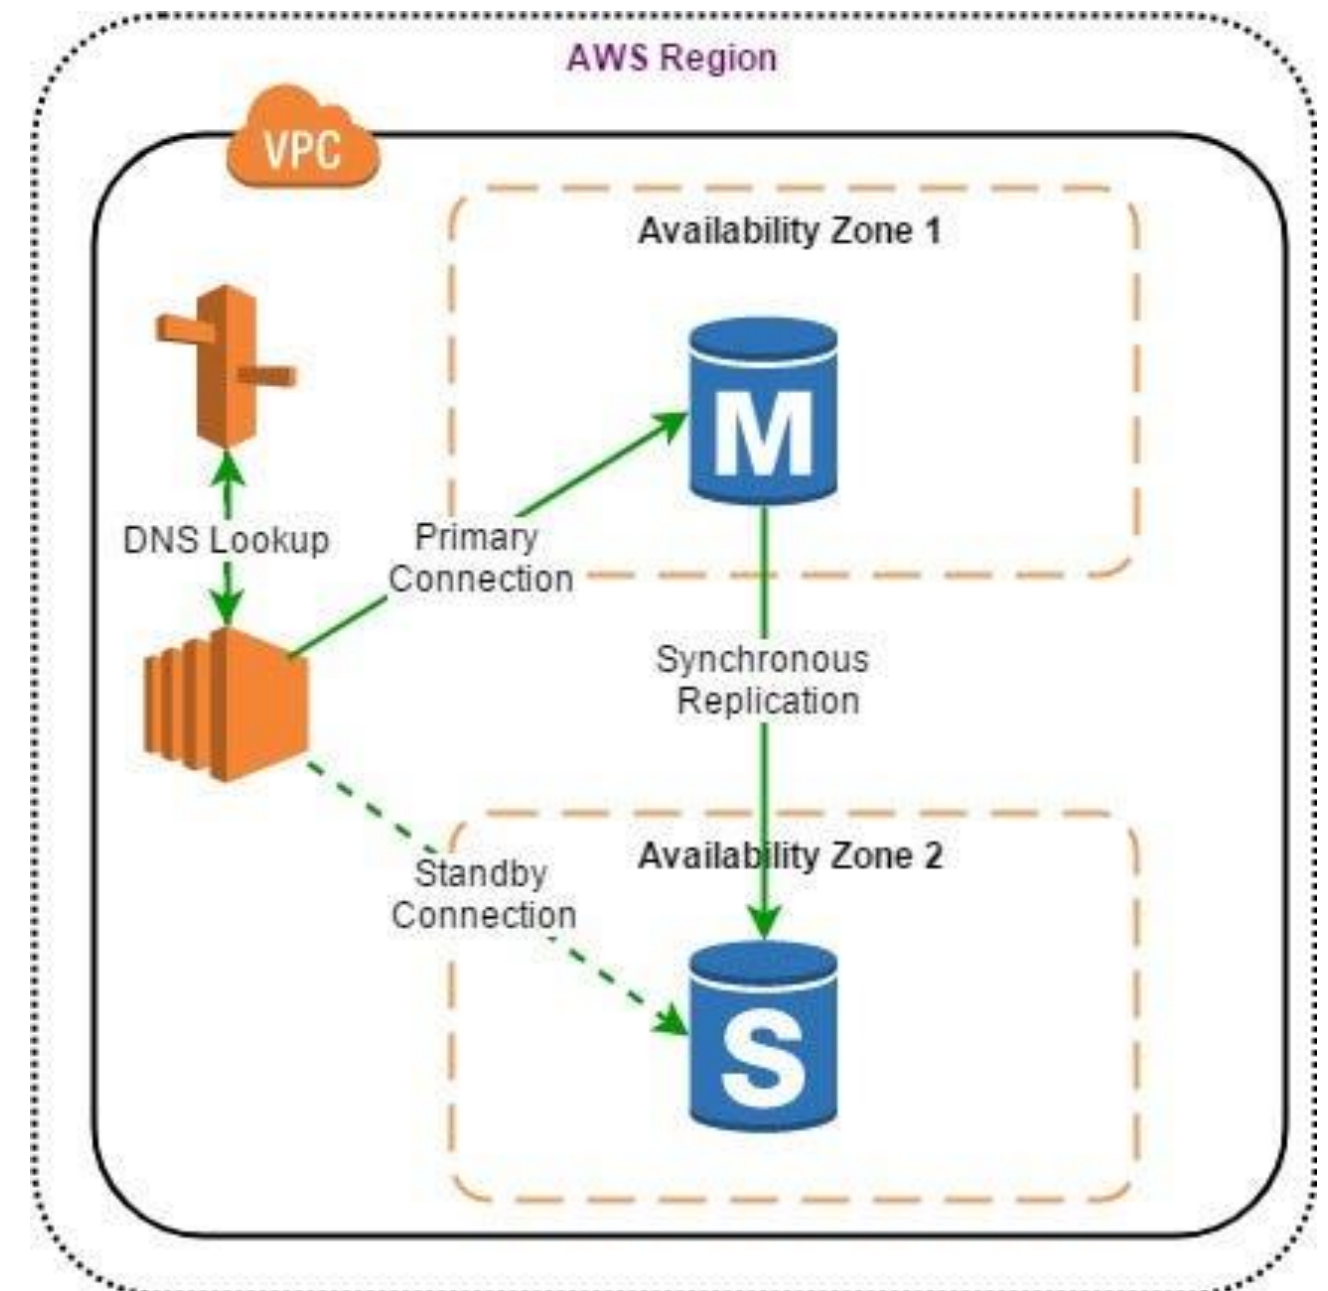 AWS Region
VPC
Availability Zone 1
M
DNS Lookup
Primary
Connection
Synchronous
Replication
Availability Zone 2
Standby
Connection
S